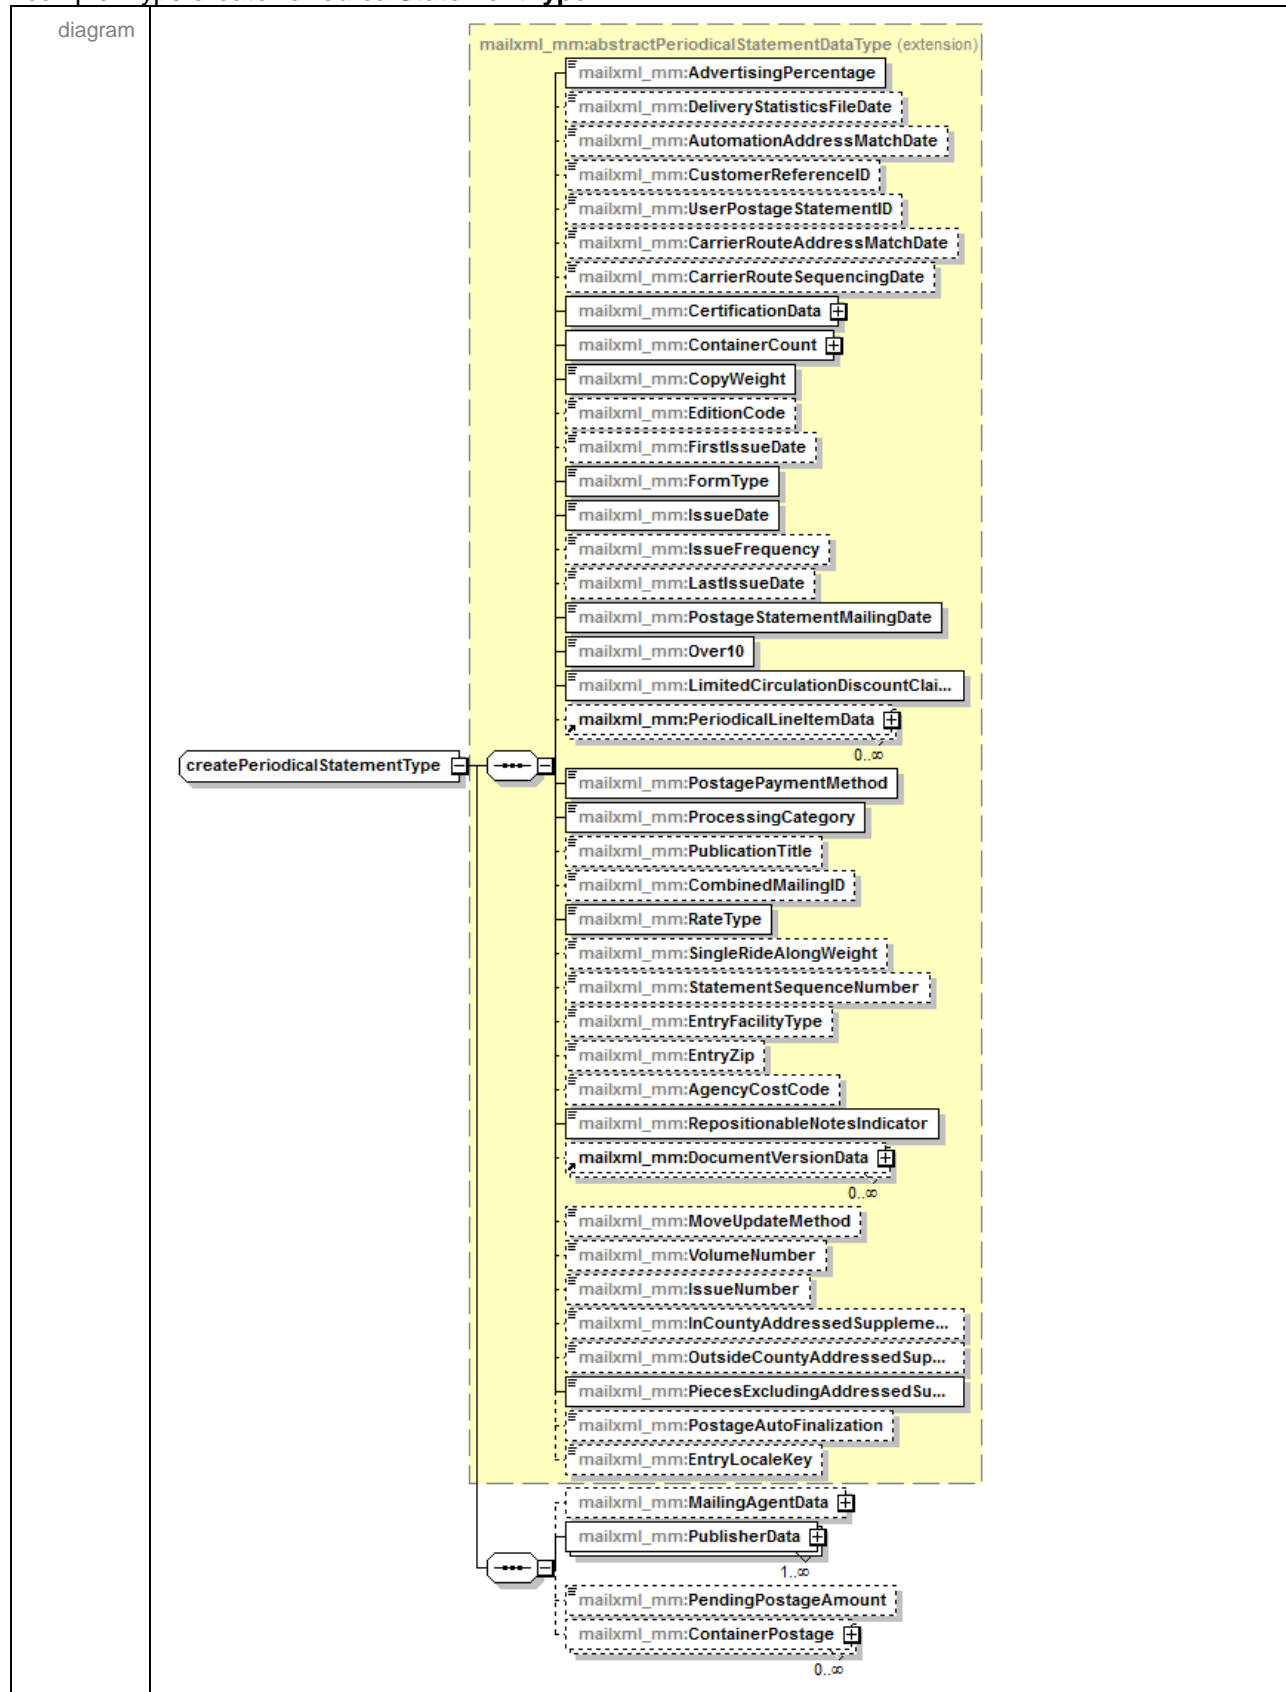 complexType createPeriodicalStatementType
diagram
mailxml_mm:abstractPeriodicalStatementDataType (extension)
mailxml_mm:AdvertisingPercentage
mailxml_mm:DeliveryStatisticsFileDate
mailxml_mm:AutomationAddressMatchDate
mailxml_mm:CustomerReferenceID
mailxml_mm:UserPostageStatementID
mailxml_mm:CarrierRouteAddressMatchDate
mailxml_mm:CarrierRouteSequencingDate
mailxml_mm:CertificationData
mailxml_mm:ContainerCount
mailxml_mm:CopyWeight
mailxml_mm:EditionCode
mailxml_mm:FirstIssueDate
mailxml_mm:FormType
mailxml_mm:IssueDate
mailxml_mm:IssueFrequency
mailxml_mm:LastIssueDate
mailxml_mm:PostageStatementMailingDate
mailxml_mm:Over10
mailxml_mm:LimitedCirculationDiscountClai...
mailxml_mm:PeriodicalLineItemData
0..∞
createPeriodicalStatementType
mailxml_mm:PostagePaymentMethod
mailxml_mm:ProcessingCategory
mailxml_mm:PublicationTitle
mailxml_mm:CombinedMailingID
mailxml_mm:RateType
mailxml_mm:SingleRideAlongWeight
mailxml_mm:StatementSequenceNumber
mailxml_mm:EntryFacilityType
mailxml_mm:EntryZip
mailxml_mm:AgencyCostCode
mailxml_mm:RepositionableNotesIndicator
mailxml_mm:DocumentVersionData
0..∞
mailxml_mm:MoveUpdateMethod
mailxml_mm:VolumeNumber
mailxml_mm:IssueNumber
mailxml_mm:InCountyAddressedSuppleme...
mailxml_mm:OutsideCountyAddressedSup...
mailxml_mm:PiecesExcludingAddressedSu...
mailxml_mm:PostageAutoFinalization
mailxml_mm:EntryLocaleKey
mailxml_mm:MailingAgentData
mailxml_mm:PublisherData
1..∞
mailxml_mm:PendingPostageAmount
mailxml_mm:ContainerPostage
0..∞